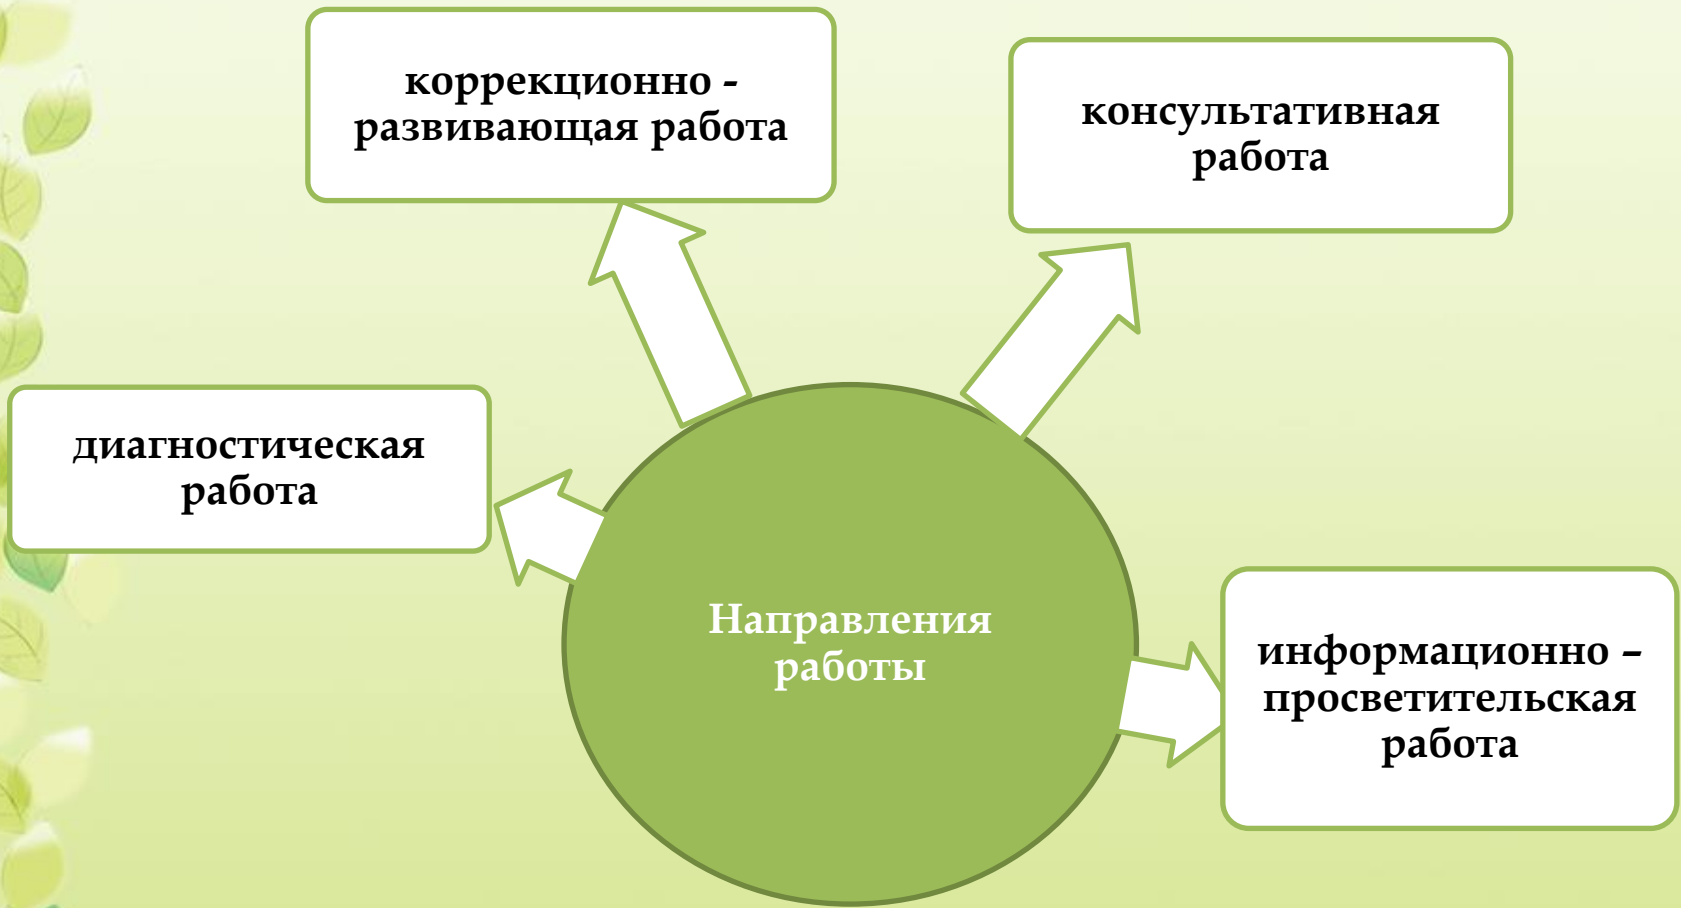 коррекционно -
развивающая работа
консультативная
работа
диагностическая
работа
Направления
работы
информационно –
просветительская
работа